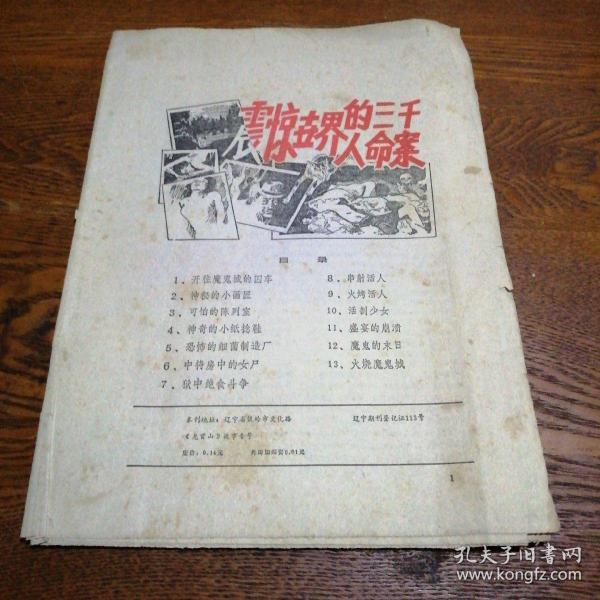 震惊世界的三千人命案
目录
1、开往魔鬼城的囚车
2、神秘的小画匠
3、可怕的陈列室
4、神奇的小纸捻鞋
5、恐怖的细菌制造厂
6、中待房中的女尸
7、狱中绝食斗争
8、串射活人
9、火烤活人
10、活剥少女
11、盛宴的崩溃
12、魔鬼的末日
13、火烧魔鬼城
本刊地址：辽宁省铁岭市文化路
辽宁期刊登记证113号
《龙首山》
定价：0.14元
1
孔夫子旧书网
www.kongfz.com